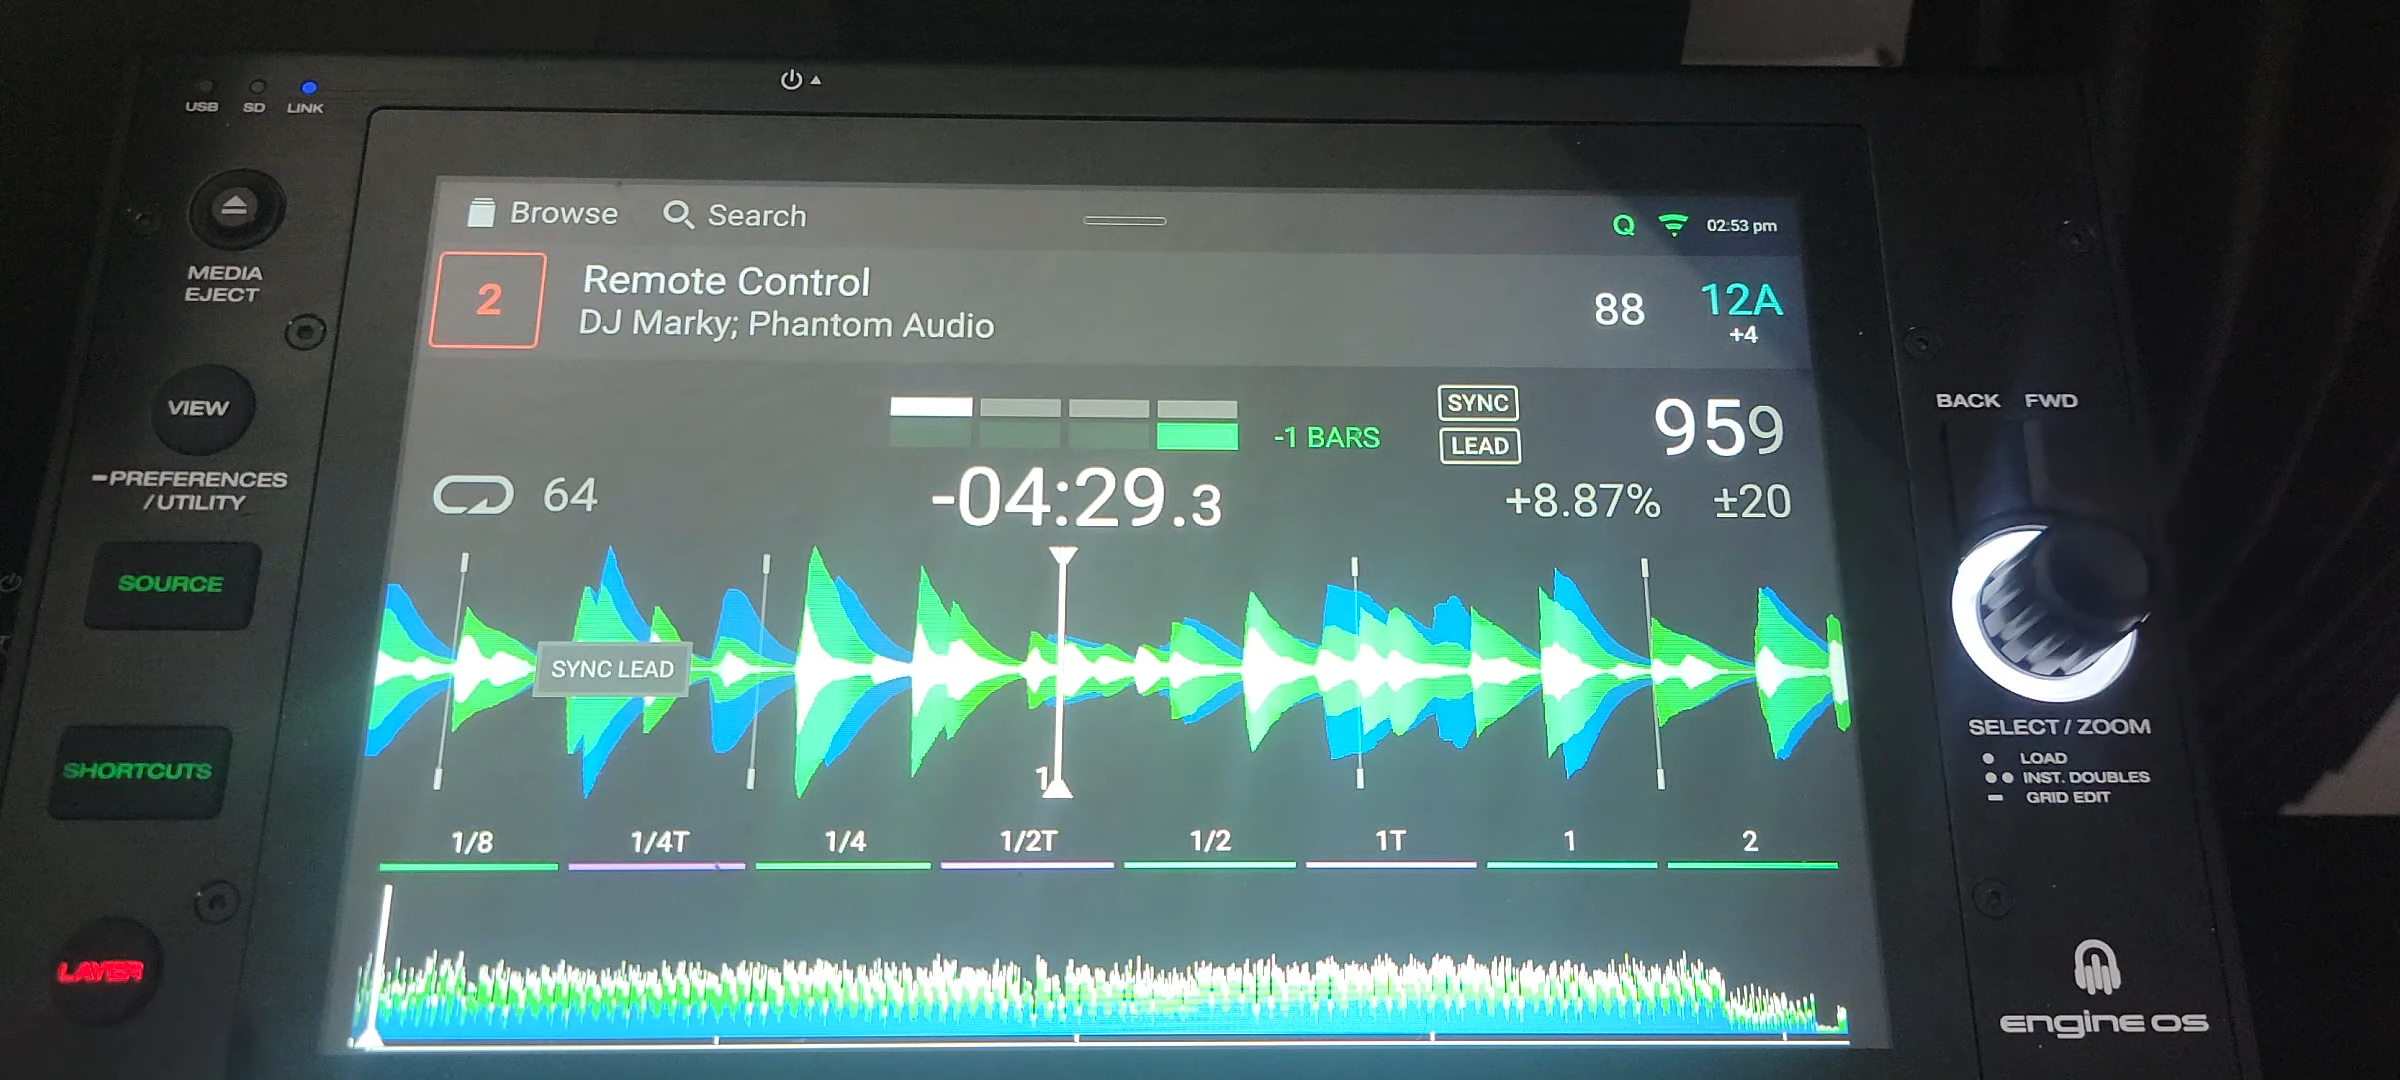 USB SD LINK
MEDIA
EJECT
VIEW
PREFERENCES
/UTILITY
SOURCE
SHORTCUTS
LAYER
Browse Search 02:53 pm
2
Remote Control
DJ Marky; Phantom Audio
88
12A
+4
-1 BARS
SYNC
LEAD
959
64
-04:29.3
+8.87% ±20
SYNC LEAD
1
1/8 1/4T 1/4 1/2T 1/2 1T 1 2
BACK FWD
SELECT / ZOOM
LOAD
INST. DOUBLES
GRID EDIT
engine os